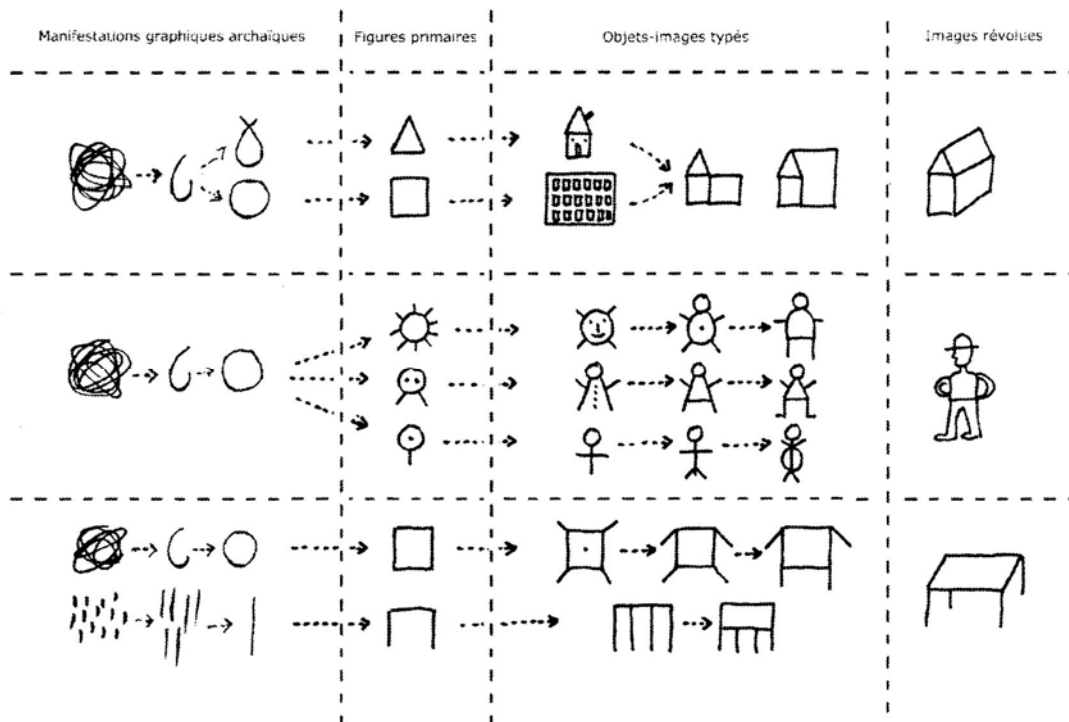 Manifestations graphiques archaïques
Figures primaires
Objets-images typés
Images révolues